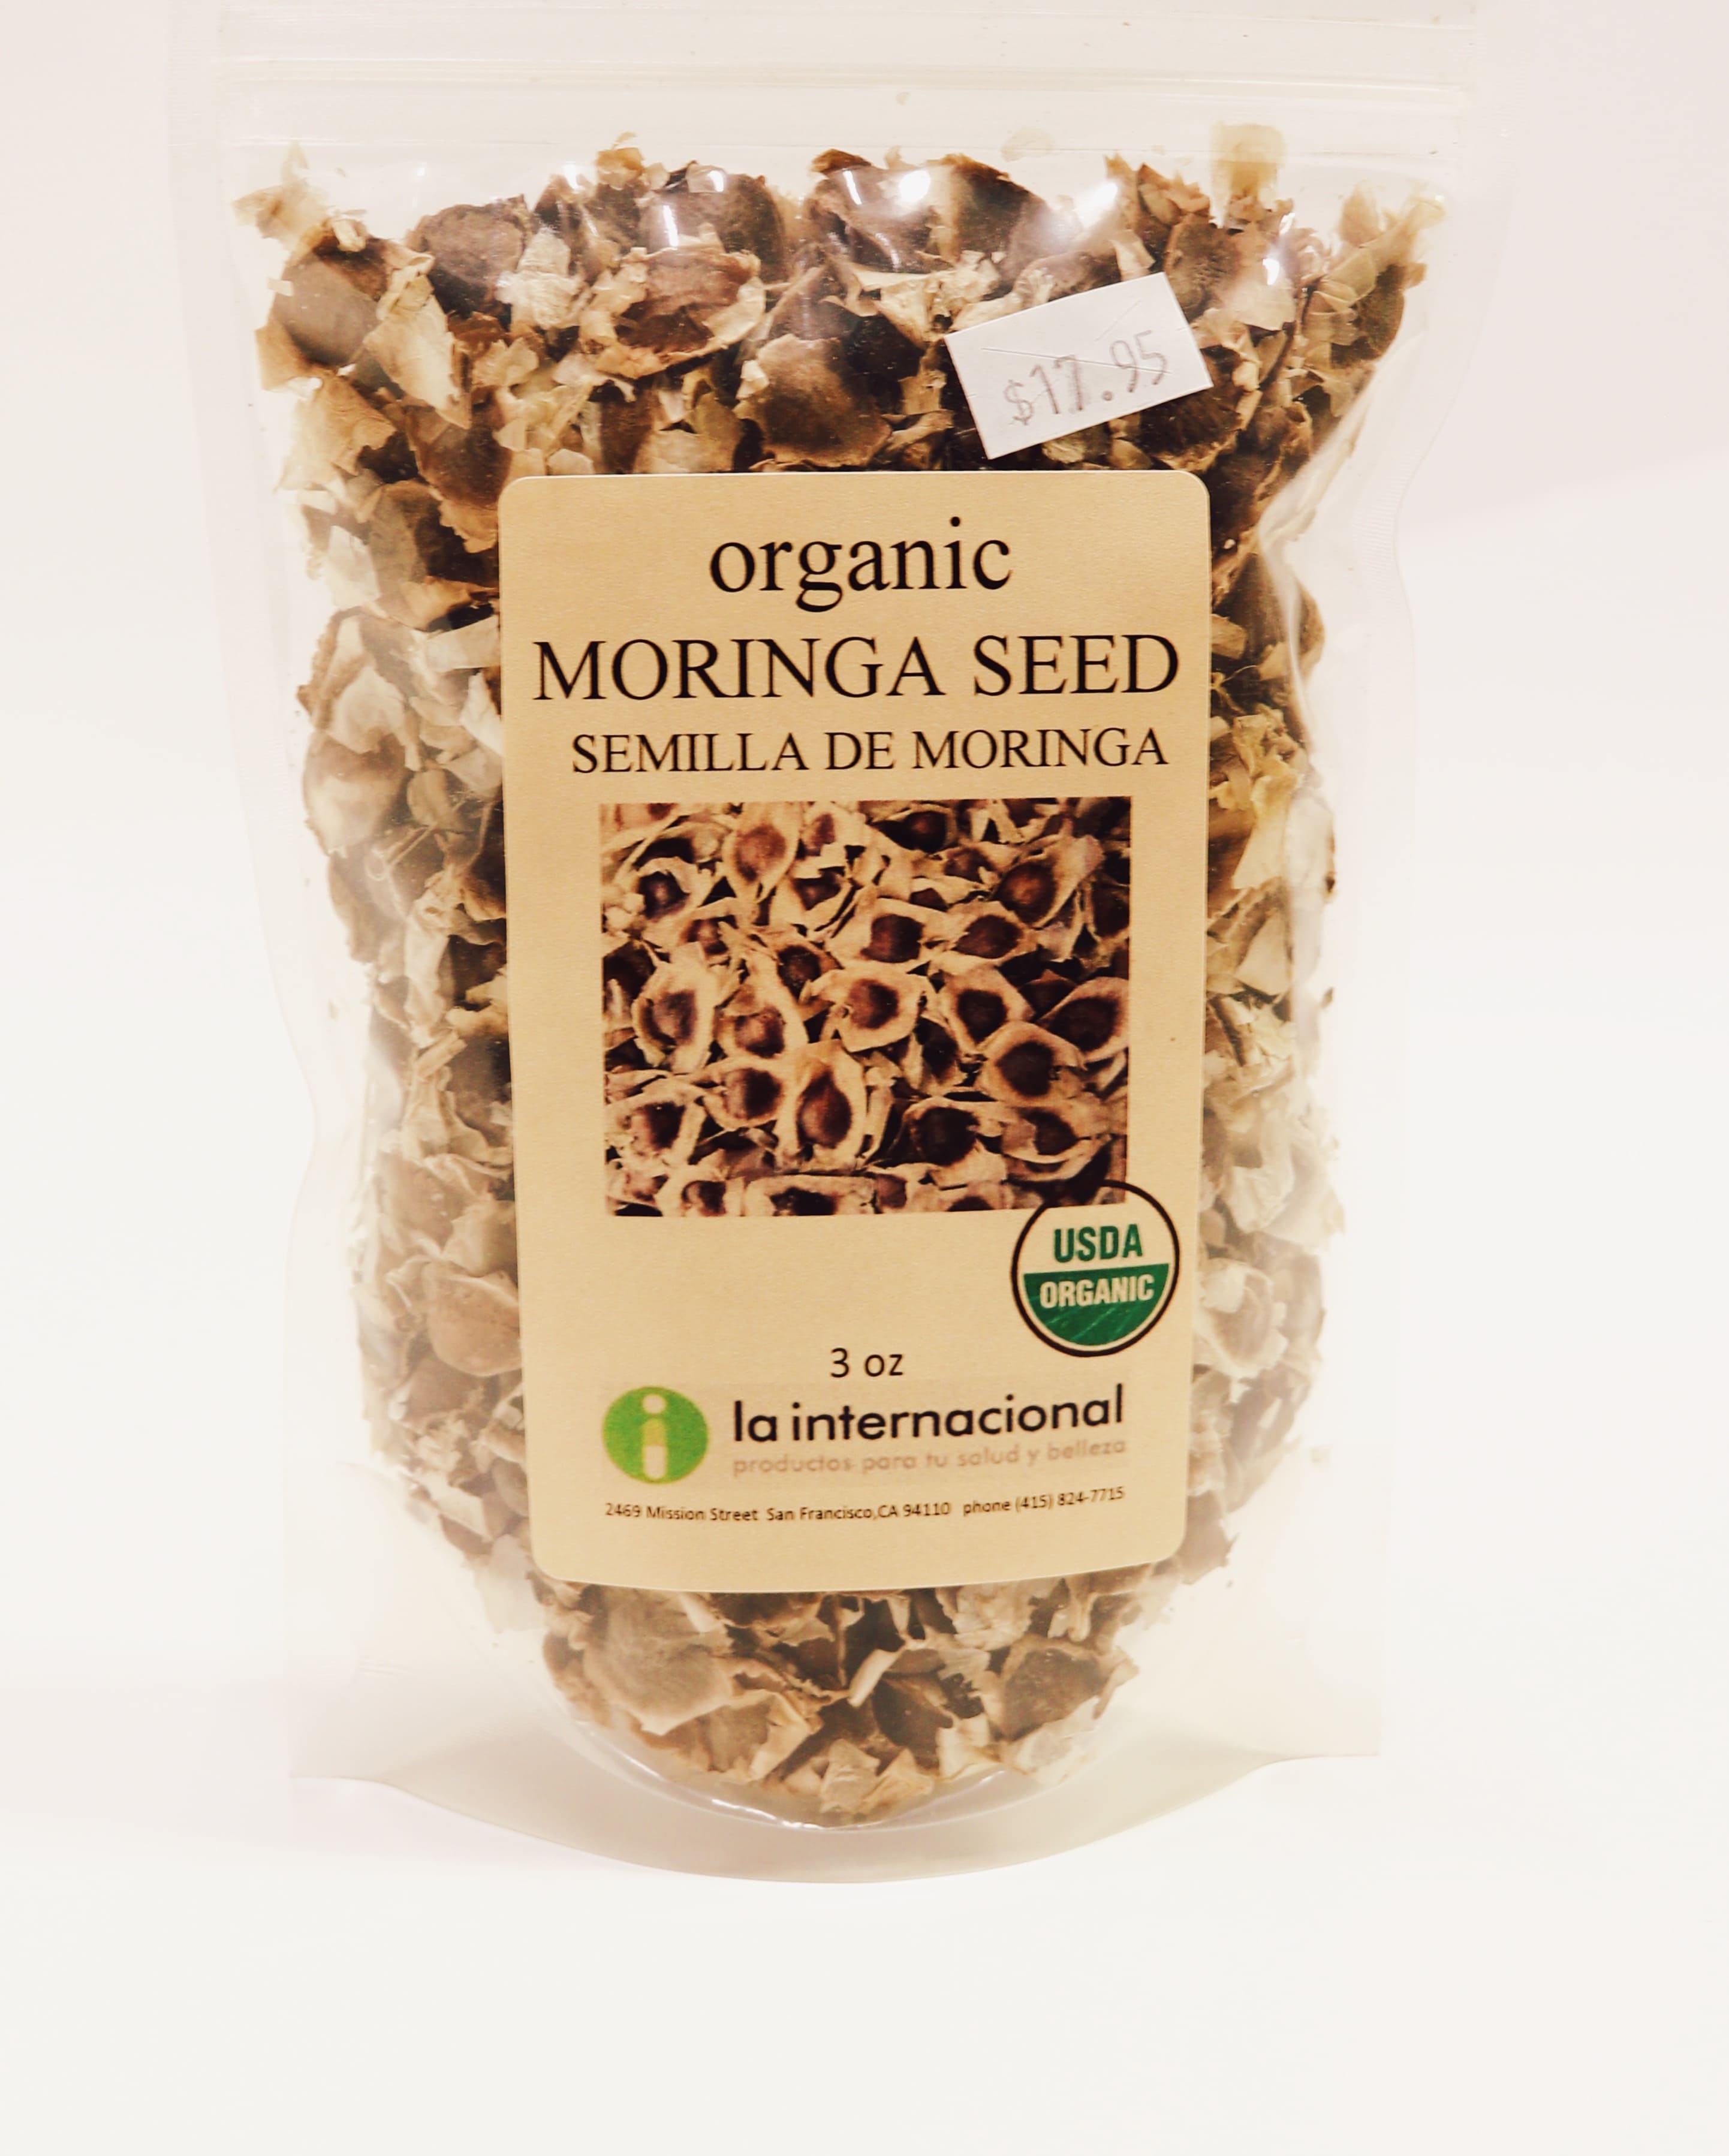 $17.95
organic
MORINGA SEED
SEMILLA DE MORINGA
USDA
ORGANIC
3 oz
la internacional
productos para tu salud y belleza
2469 Mission Street San Francisco,CA 94110 phone (415) 824-7715